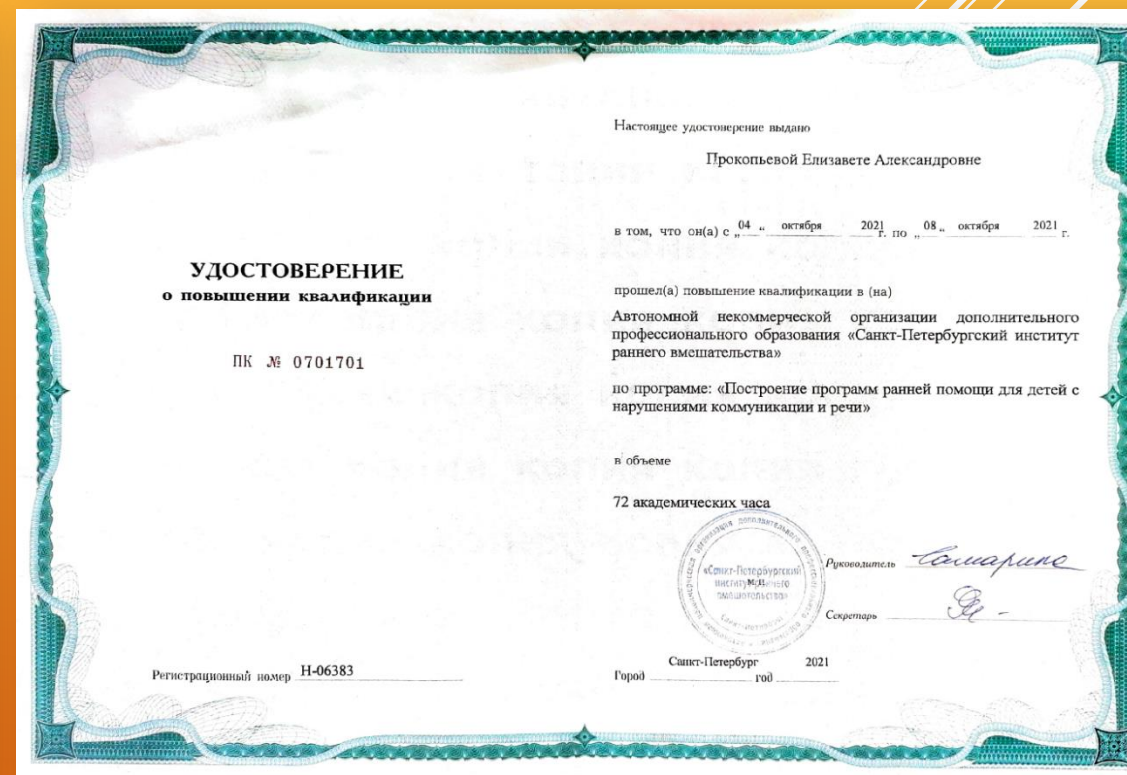 УДОСТОВЕРЕНИЕ
о повышении квалификации
ПК № 0701701
Регистрационный номер Н-06383
Настоящее удостоверение выдано
Прокопьевой Елизавете Александровне
в том, что он(а) с „04“ октября 2021 г. по „08“ октября 2021 г.
прошел(а) повышение квалификации в (на)
Автономной некоммерческой организации дополнительного
профессионального образования «Санкт-Петербургский институт
раннего вмешательства»
по программе: «Построение программ ранней помощи для детей с
нарушениями коммуникации и речи»
в объеме
72 академических часа
«Санкт-Петербургский
институт раннего
вмешательства»
М.П.
Руководитель Самарина
Секретарь
Город Санкт-Петербург год 2021